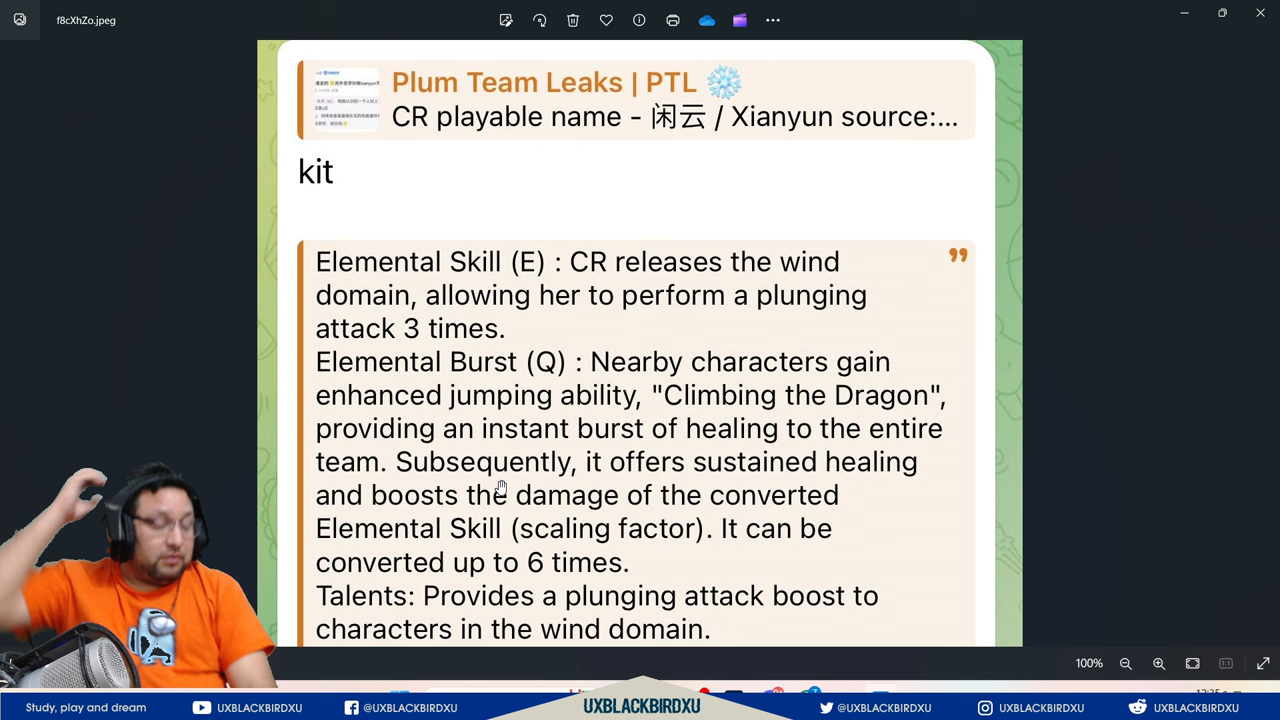 f8cXhZo.jpeg
Plum Team Leaks | PTL
CR playable name - 闲云 / Xianyun source:...
kit
Elemental Skill (E) : CR releases the wind
domain, allowing her to perform a plunging
attack 3 times.
Elemental Burst (Q) : Nearby characters gain
enhanced jumping ability, "Climbing the Dragon",
providing an instant burst of healing to the entire
team. Subsequently, it offers sustained healing
and boosts the damage of the converted
Elemental Skill (scaling factor). It can be
converted up to 6 times.
Talents: Provides a plunging attack boost to
characters in the wind domain.
100%
Study, play and dream
UXBLACKBIRDXU
@UXBLACKBIRDXU
UXBLACKBIRDXU
@UXBLACKBIRDXU
UXBLACKBIRDXU
UXBLACKBIRDXU